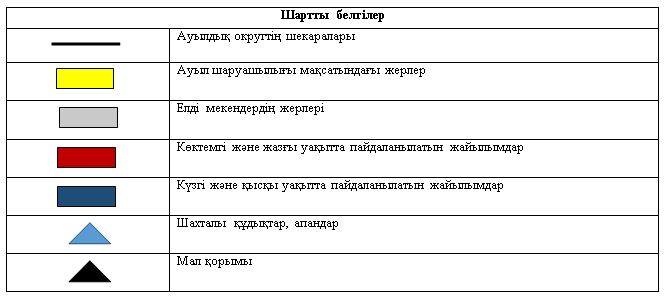 Шартты белгілер
Ауылдық округтің шекаралары
Ауыл шаруашылығы мақсатындағы жерлер
Елді мекендердің жерлері
Көктемгі және жазғы уақытта пайдаланылатын жайылымдар
Күзгі және қысқы уақытта пайдаланылатын жайылымдар
Шахталы құдықтар, апандар
Мал қорымы